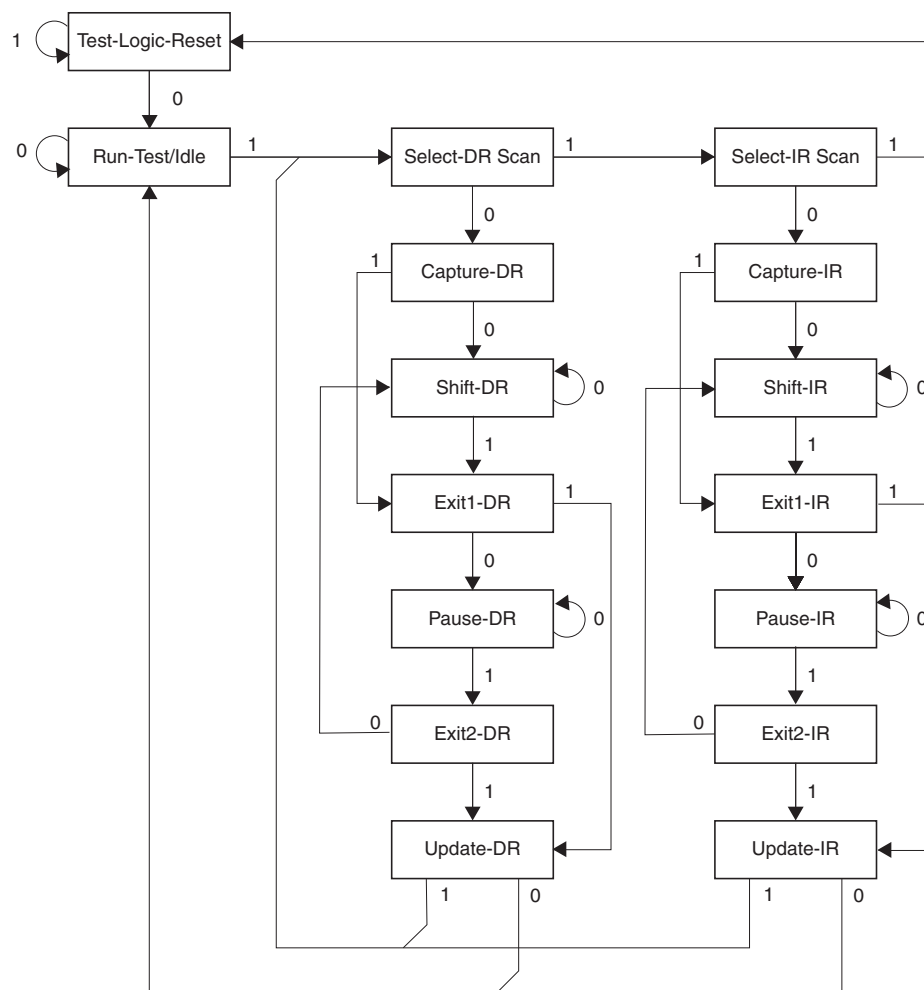 Test-Logic-Reset
1
0
Run-Test/Idle
0
1
Select-DR Scan
1
Select-IR Scan
1
0
0
1
Capture-DR
1
Capture-IR
0
0
Shift-DR
0
Shift-IR
0
1
1
Exit1-DR
1
Exit1-IR
1
0
0
Pause-DR
0
Pause-IR
0
1
1
0
Exit2-DR
0
Exit2-IR
1
1
Update-DR
Update-IR
1
0
1
0